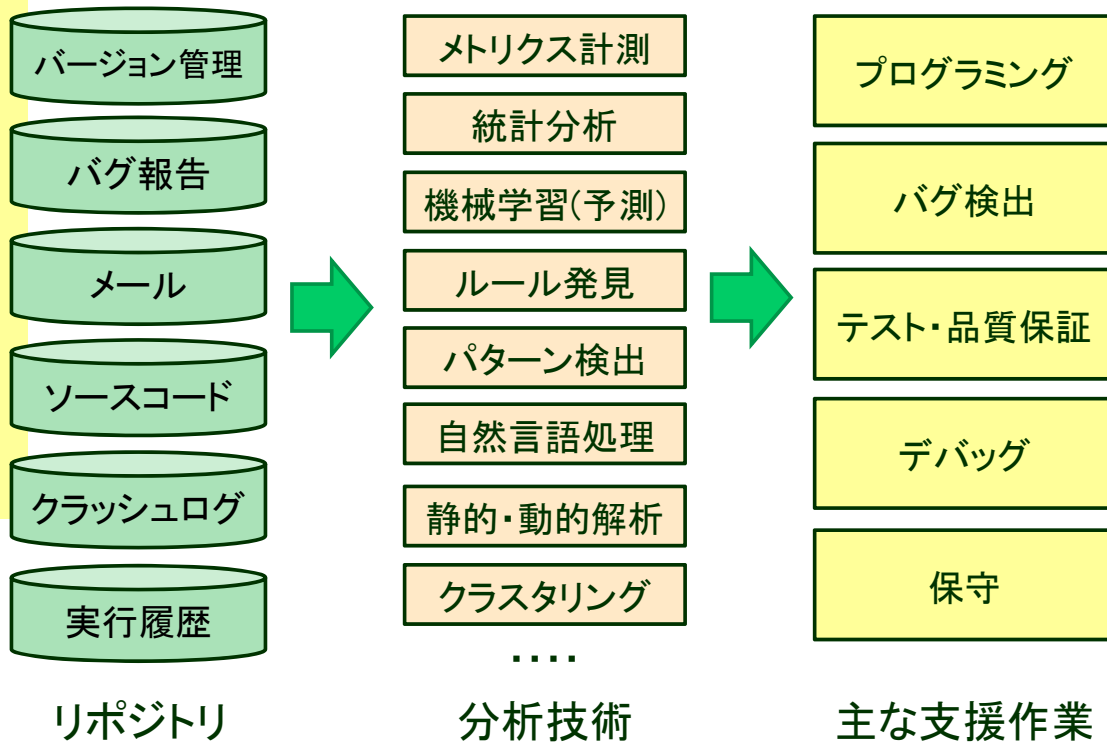 バージョン管理
バグ報告
メール
ソースコード
クラッシュログ
実行履歴
リポジトリ
メトリクス計測
統計分析
機械学習(予測)
ルール発見
パターン検出
自然言語処理
静的・動的解析
クラスタリング
....
分析技術
プログラミング
バグ検出
テスト・品質保証
デバッグ
保守
主な支援作業